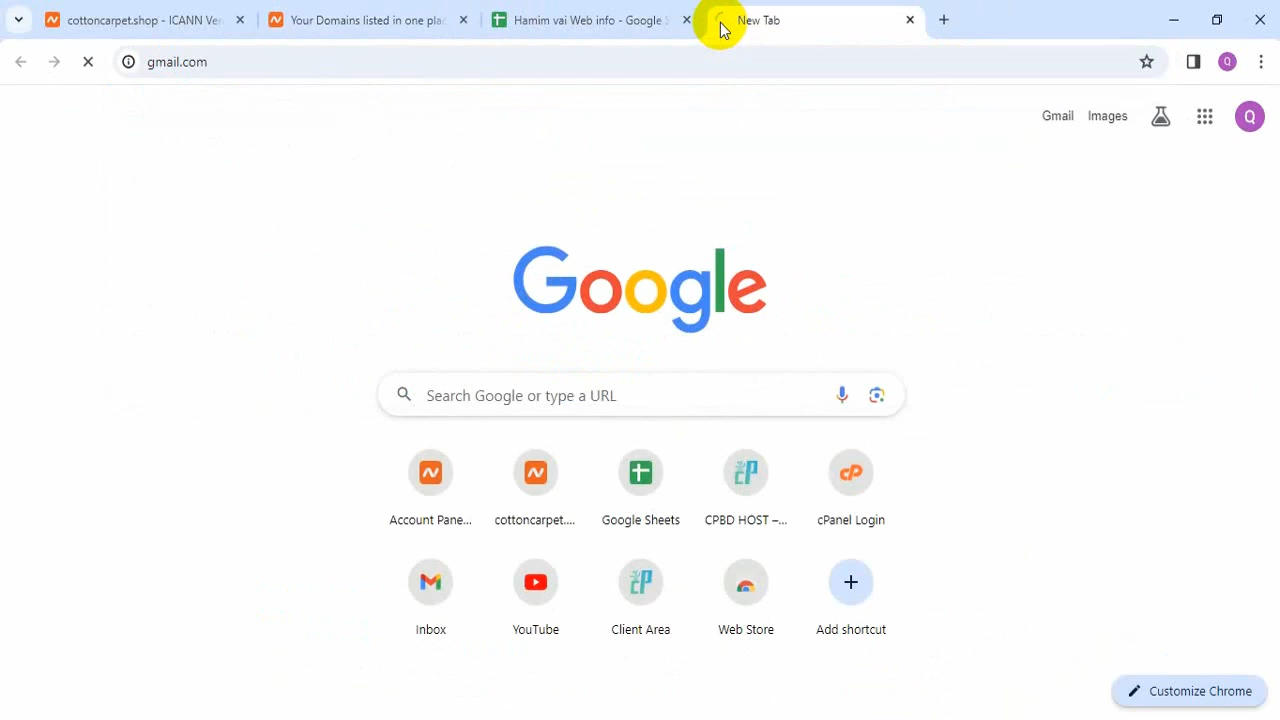 cottoncarpet.shop - ICANN Ver
Your Domains listed in one plac
Hamim vai Web info - Google S
New Tab
gmail.com
Q
Gmail Images Q
Google
Search Google or type a URL
Account Pane... cottoncarpet.... Google Sheets CPBD HOST –... cPanel Login
Inbox YouTube Client Area Web Store Add shortcut
Customize Chrome